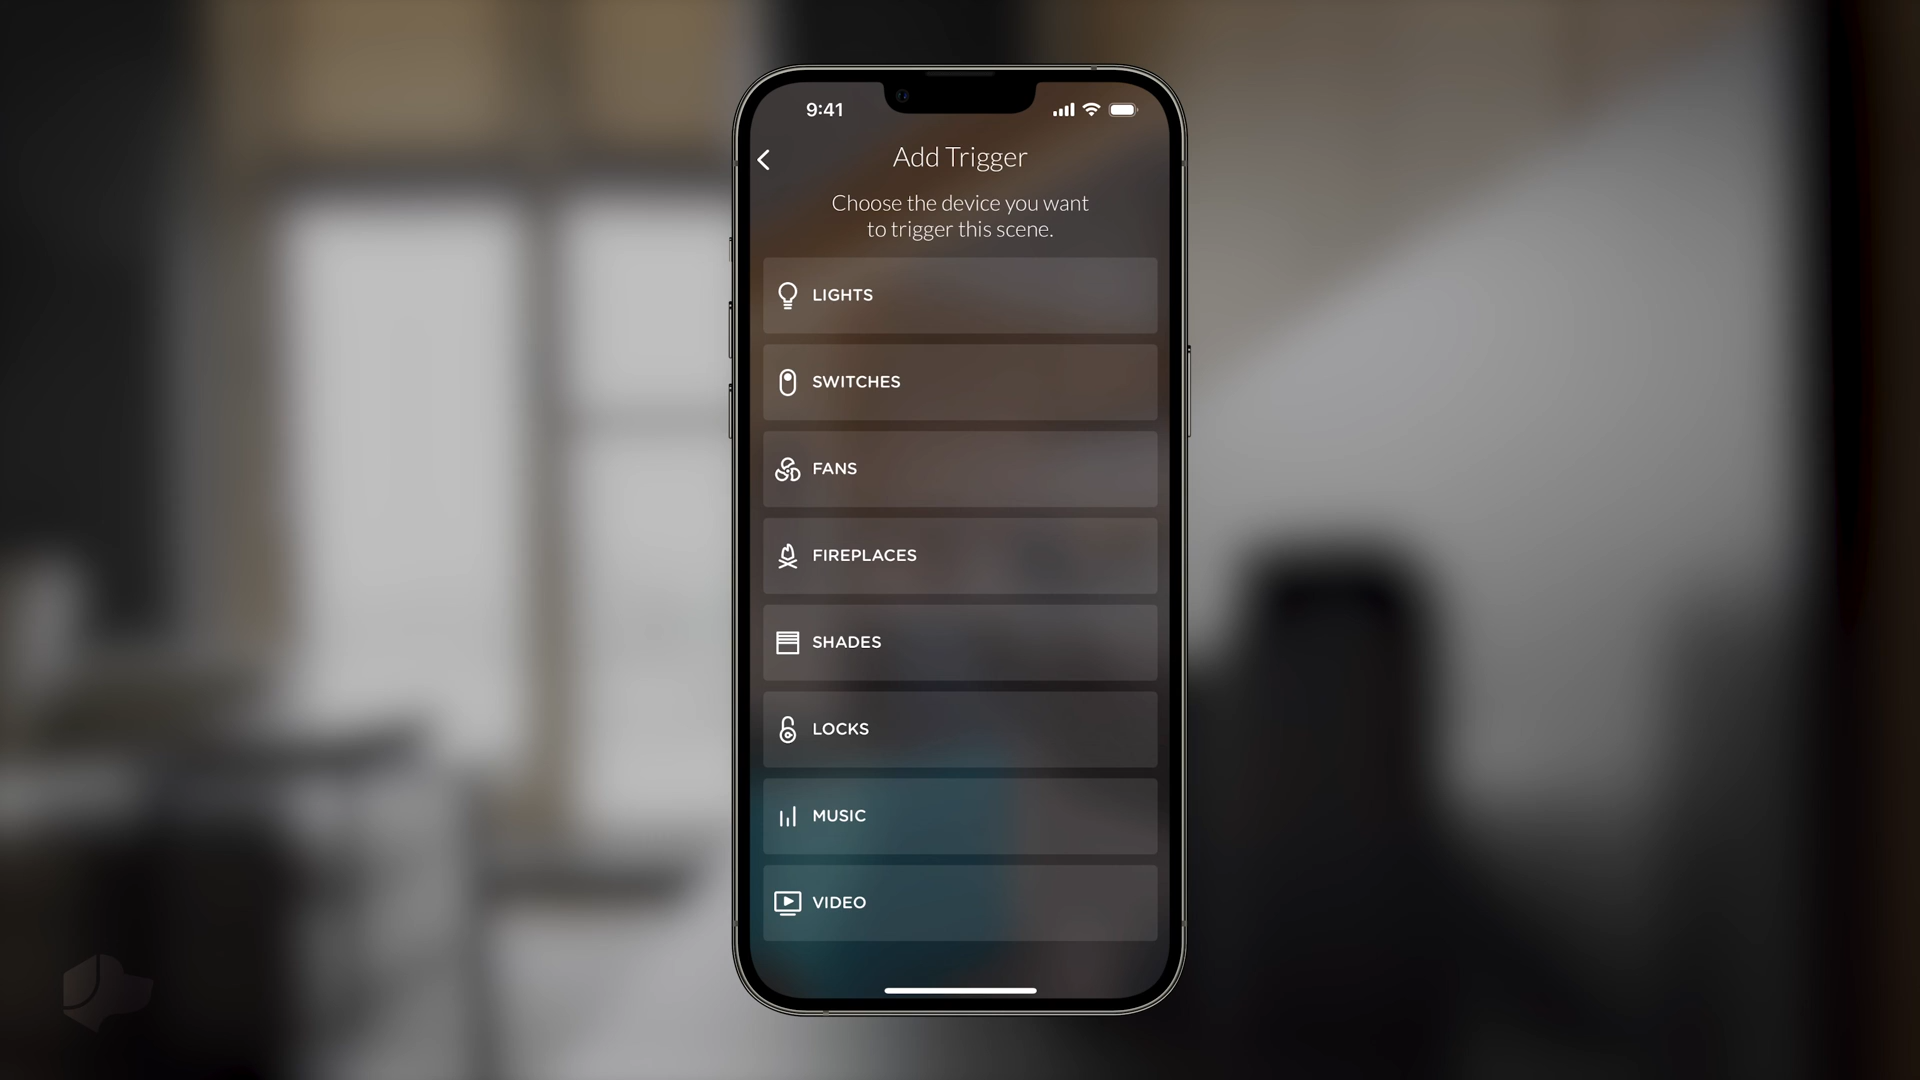 9:41
Add Trigger
Choose the device you want
to trigger this scene.
LIGHTS
SWITCHES
FANS
FIREPLACES
SHADES
LOCKS
MUSIC
VIDEO